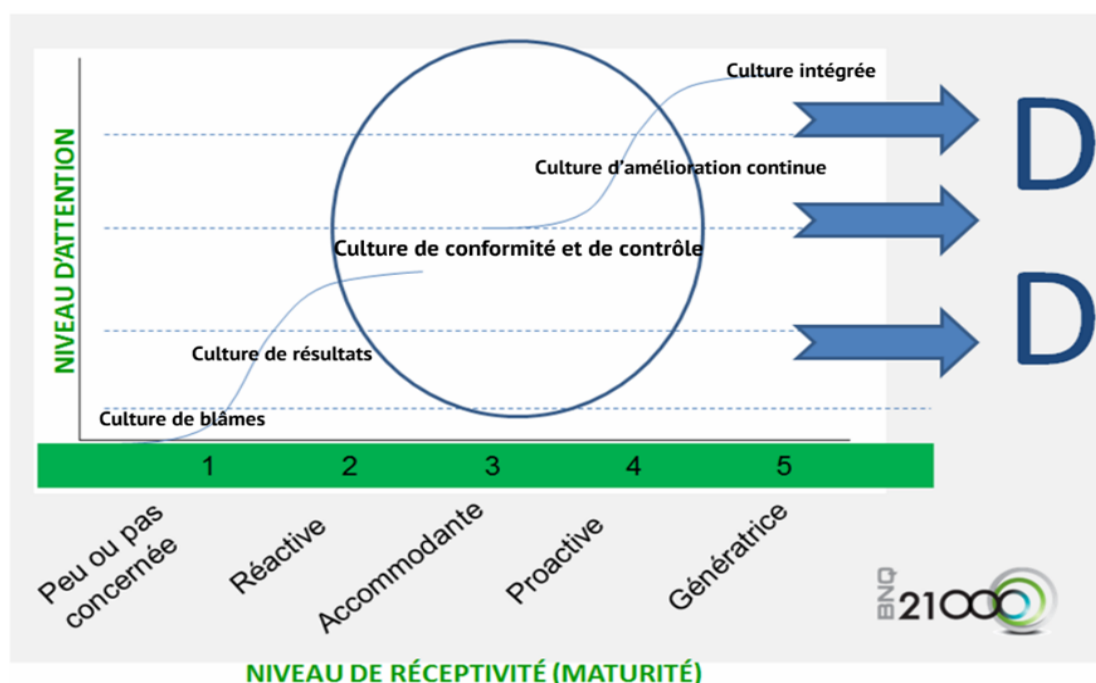 Culture intégrée
D
Culture d'amélioration continue
Culture de conformité et de contrôle
D
Culture de résultats
Culture de blâmes
NIVEAU D'ATTENTION
1 2 3 4 5
Peu ou pas
concernée
Réactive
Accommodante
Proactive
Génératrice
BNQ
21000
NIVEAU DE RÉCEPTIVITÉ (MATURITÉ)